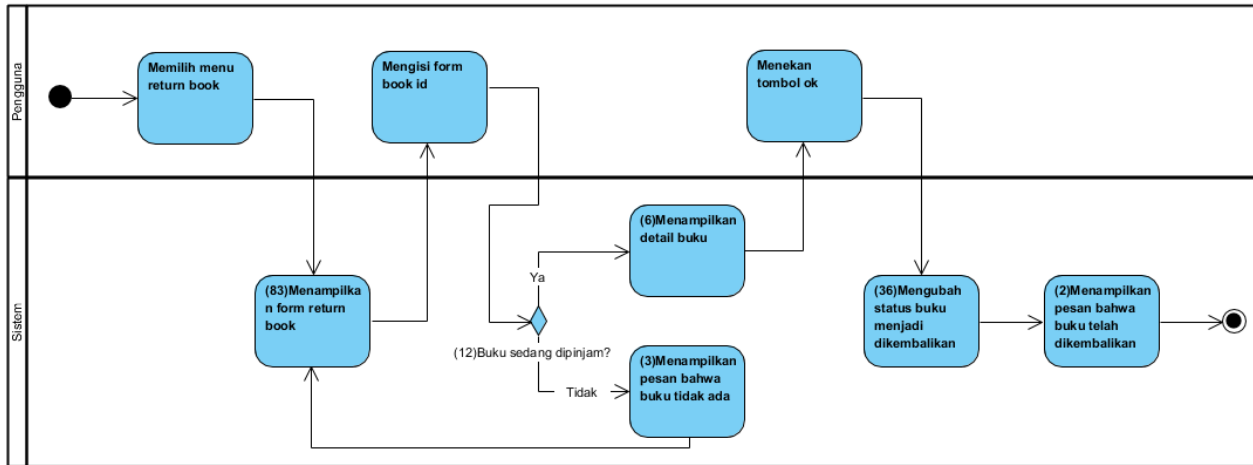 Pengguna
Memilih menu
return book
Mengisi form
book id
Menekan
tombol ok
Sistem
(83)Menampilka
n form return
book
(12)Buku sedang dipinjam?
Ya
Tidak
(6)Menampilkan
detail buku
(3)Menampilkan
pesan bahwa
buku tidak ada
(36)Mengubah
status buku
menjadi
dikembalikan
(2)Menampilkan
pesan bahwa
buku telah
dikembalikan